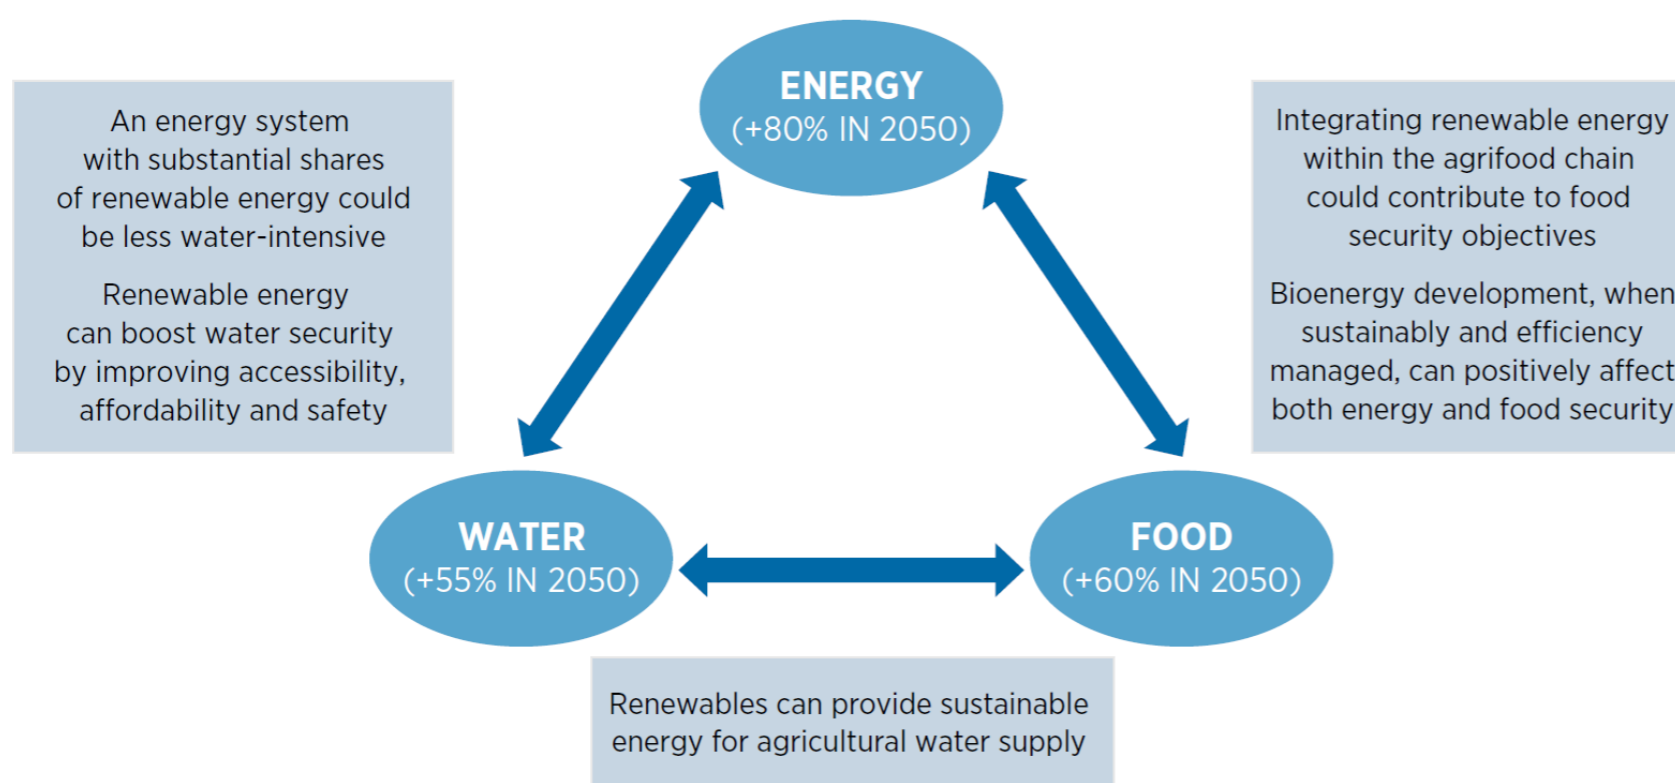 ENERGY
(+80% IN 2050)
An energy system
with substantial shares
of renewable energy could
be less water-intensive
Renewable energy
can boost water security
by improving accessibility,
affordability and safety
Integrating renewable energy
within the agrifood chain
could contribute to food
security objectives
Bioenergy development, when
sustainably and efficiency
managed, can positively affect
both energy and food security
WATER
(+55% IN 2050)
FOOD
(+60% IN 2050)
Renewables can provide sustainable
energy for agricultural water supply